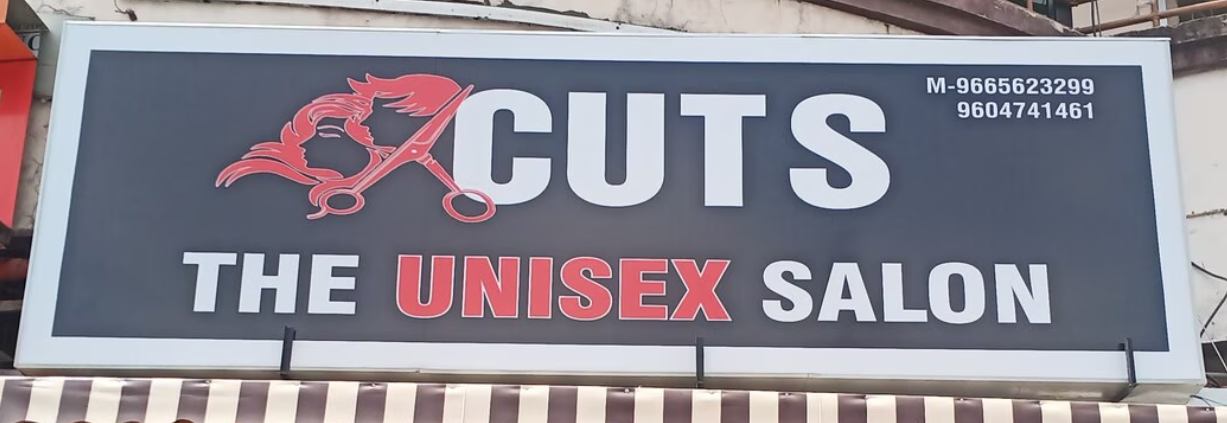 CUTS
M-9665623299
9604741461
THE UNISEX SALON